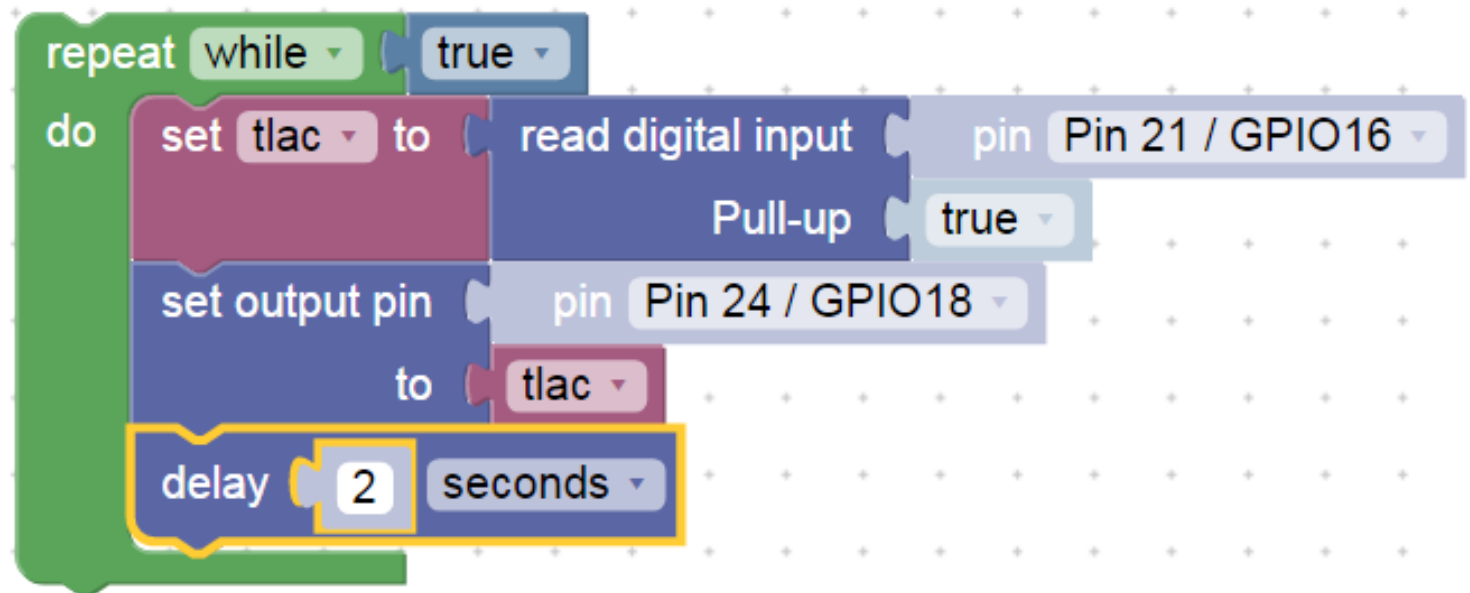 repeat while true
do set tlac to read digital input pin Pin 21 / GPIO16
Pull-up true
set output pin pin Pin 24 / GPIO18
to tlac
delay 2 seconds